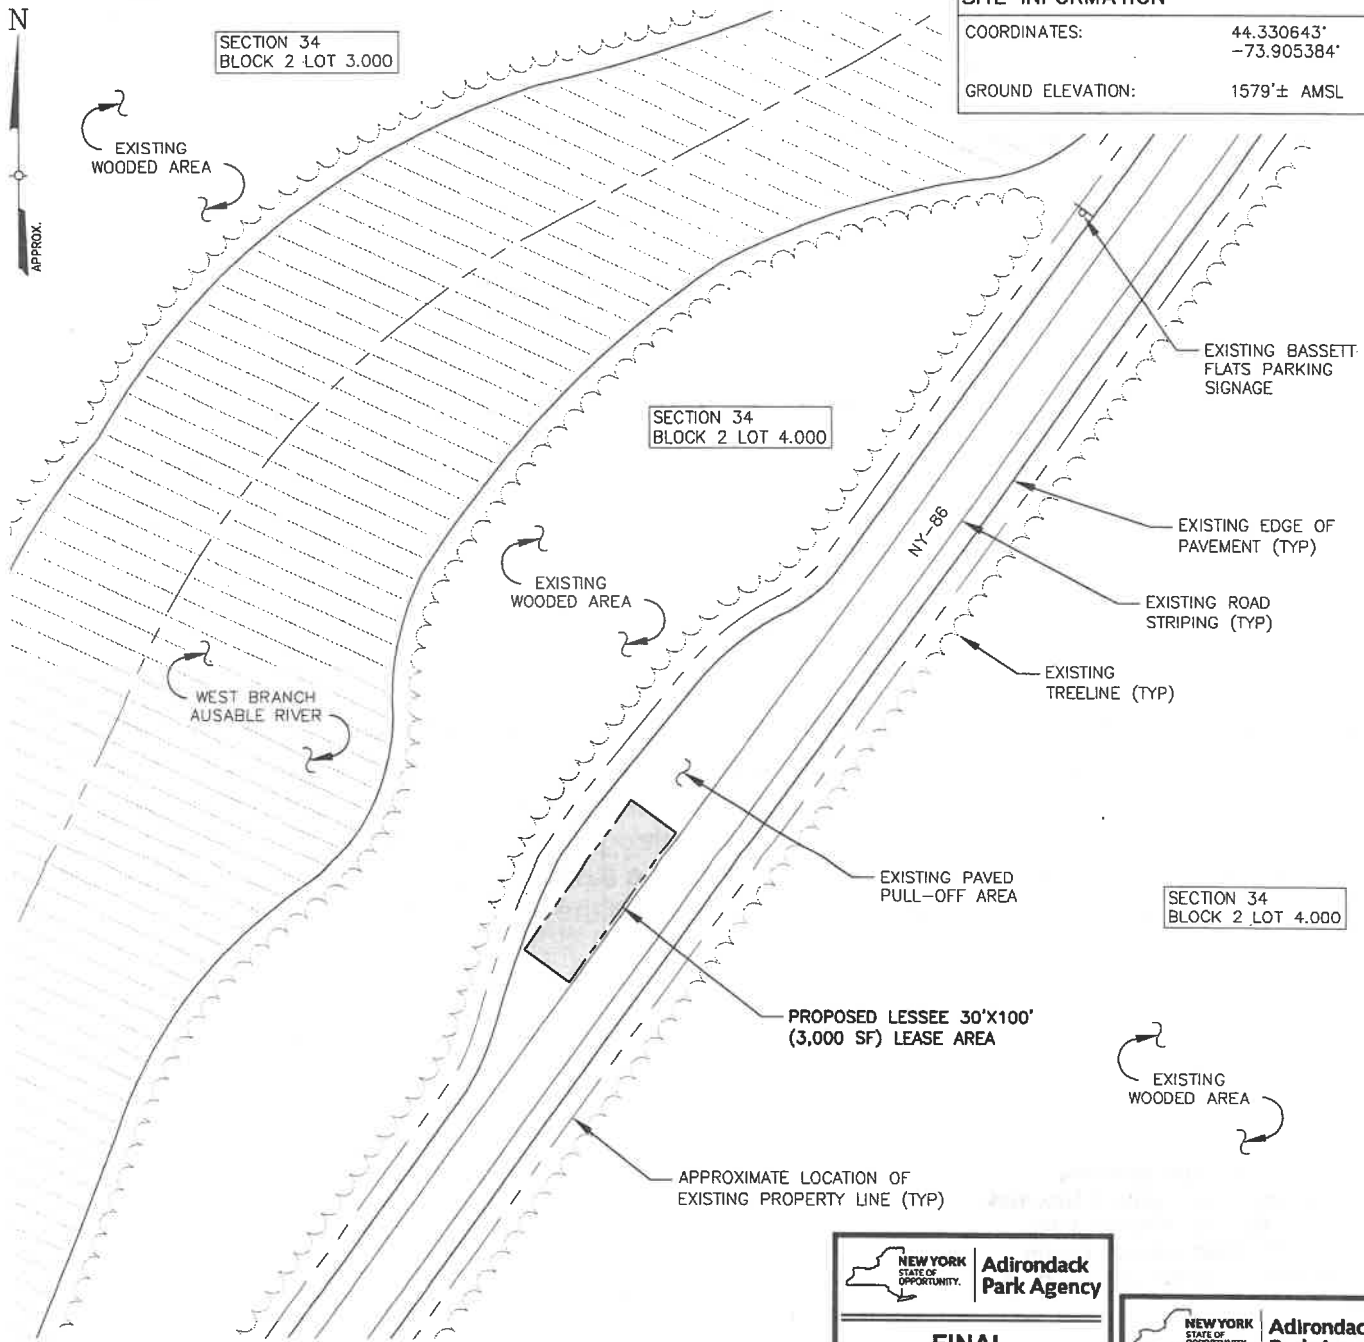 N
SITE INFORMATION
COORDINATES: 44.330643°
-73.905384°
GROUND ELEVATION: 1579'± AMSL
SECTION 34
BLOCK 2 LOT 3.000
EXISTING
WOODED AREA
APPROX.
EXISTING BASSETT
FLATS PARKING
SIGNAGE
SECTION 34
BLOCK 2 LOT 4.000
NY-86
EXISTING EDGE OF
PAVEMENT (TYP)
EXISTING
WOODED AREA
EXISTING ROAD
STRIPING (TYP)
EXISTING
TREELINE (TYP)
WEST BRANCH
AUSABLE RIVER
EXISTING PAVED
PULL-OFF AREA
SECTION 34
BLOCK 2 LOT 4.000
PROPOSED LESSEE 30'X100'
(3,000 SF) LEASE AREA
EXISTING
WOODED AREA
APPROXIMATE LOCATION OF
EXISTING PROPERTY LINE (TYP)
NEW YORK
STATE OF
OPPORTUNITY.
Adirondack
Park Agency
FINAL
NEW YORK
STATE OF